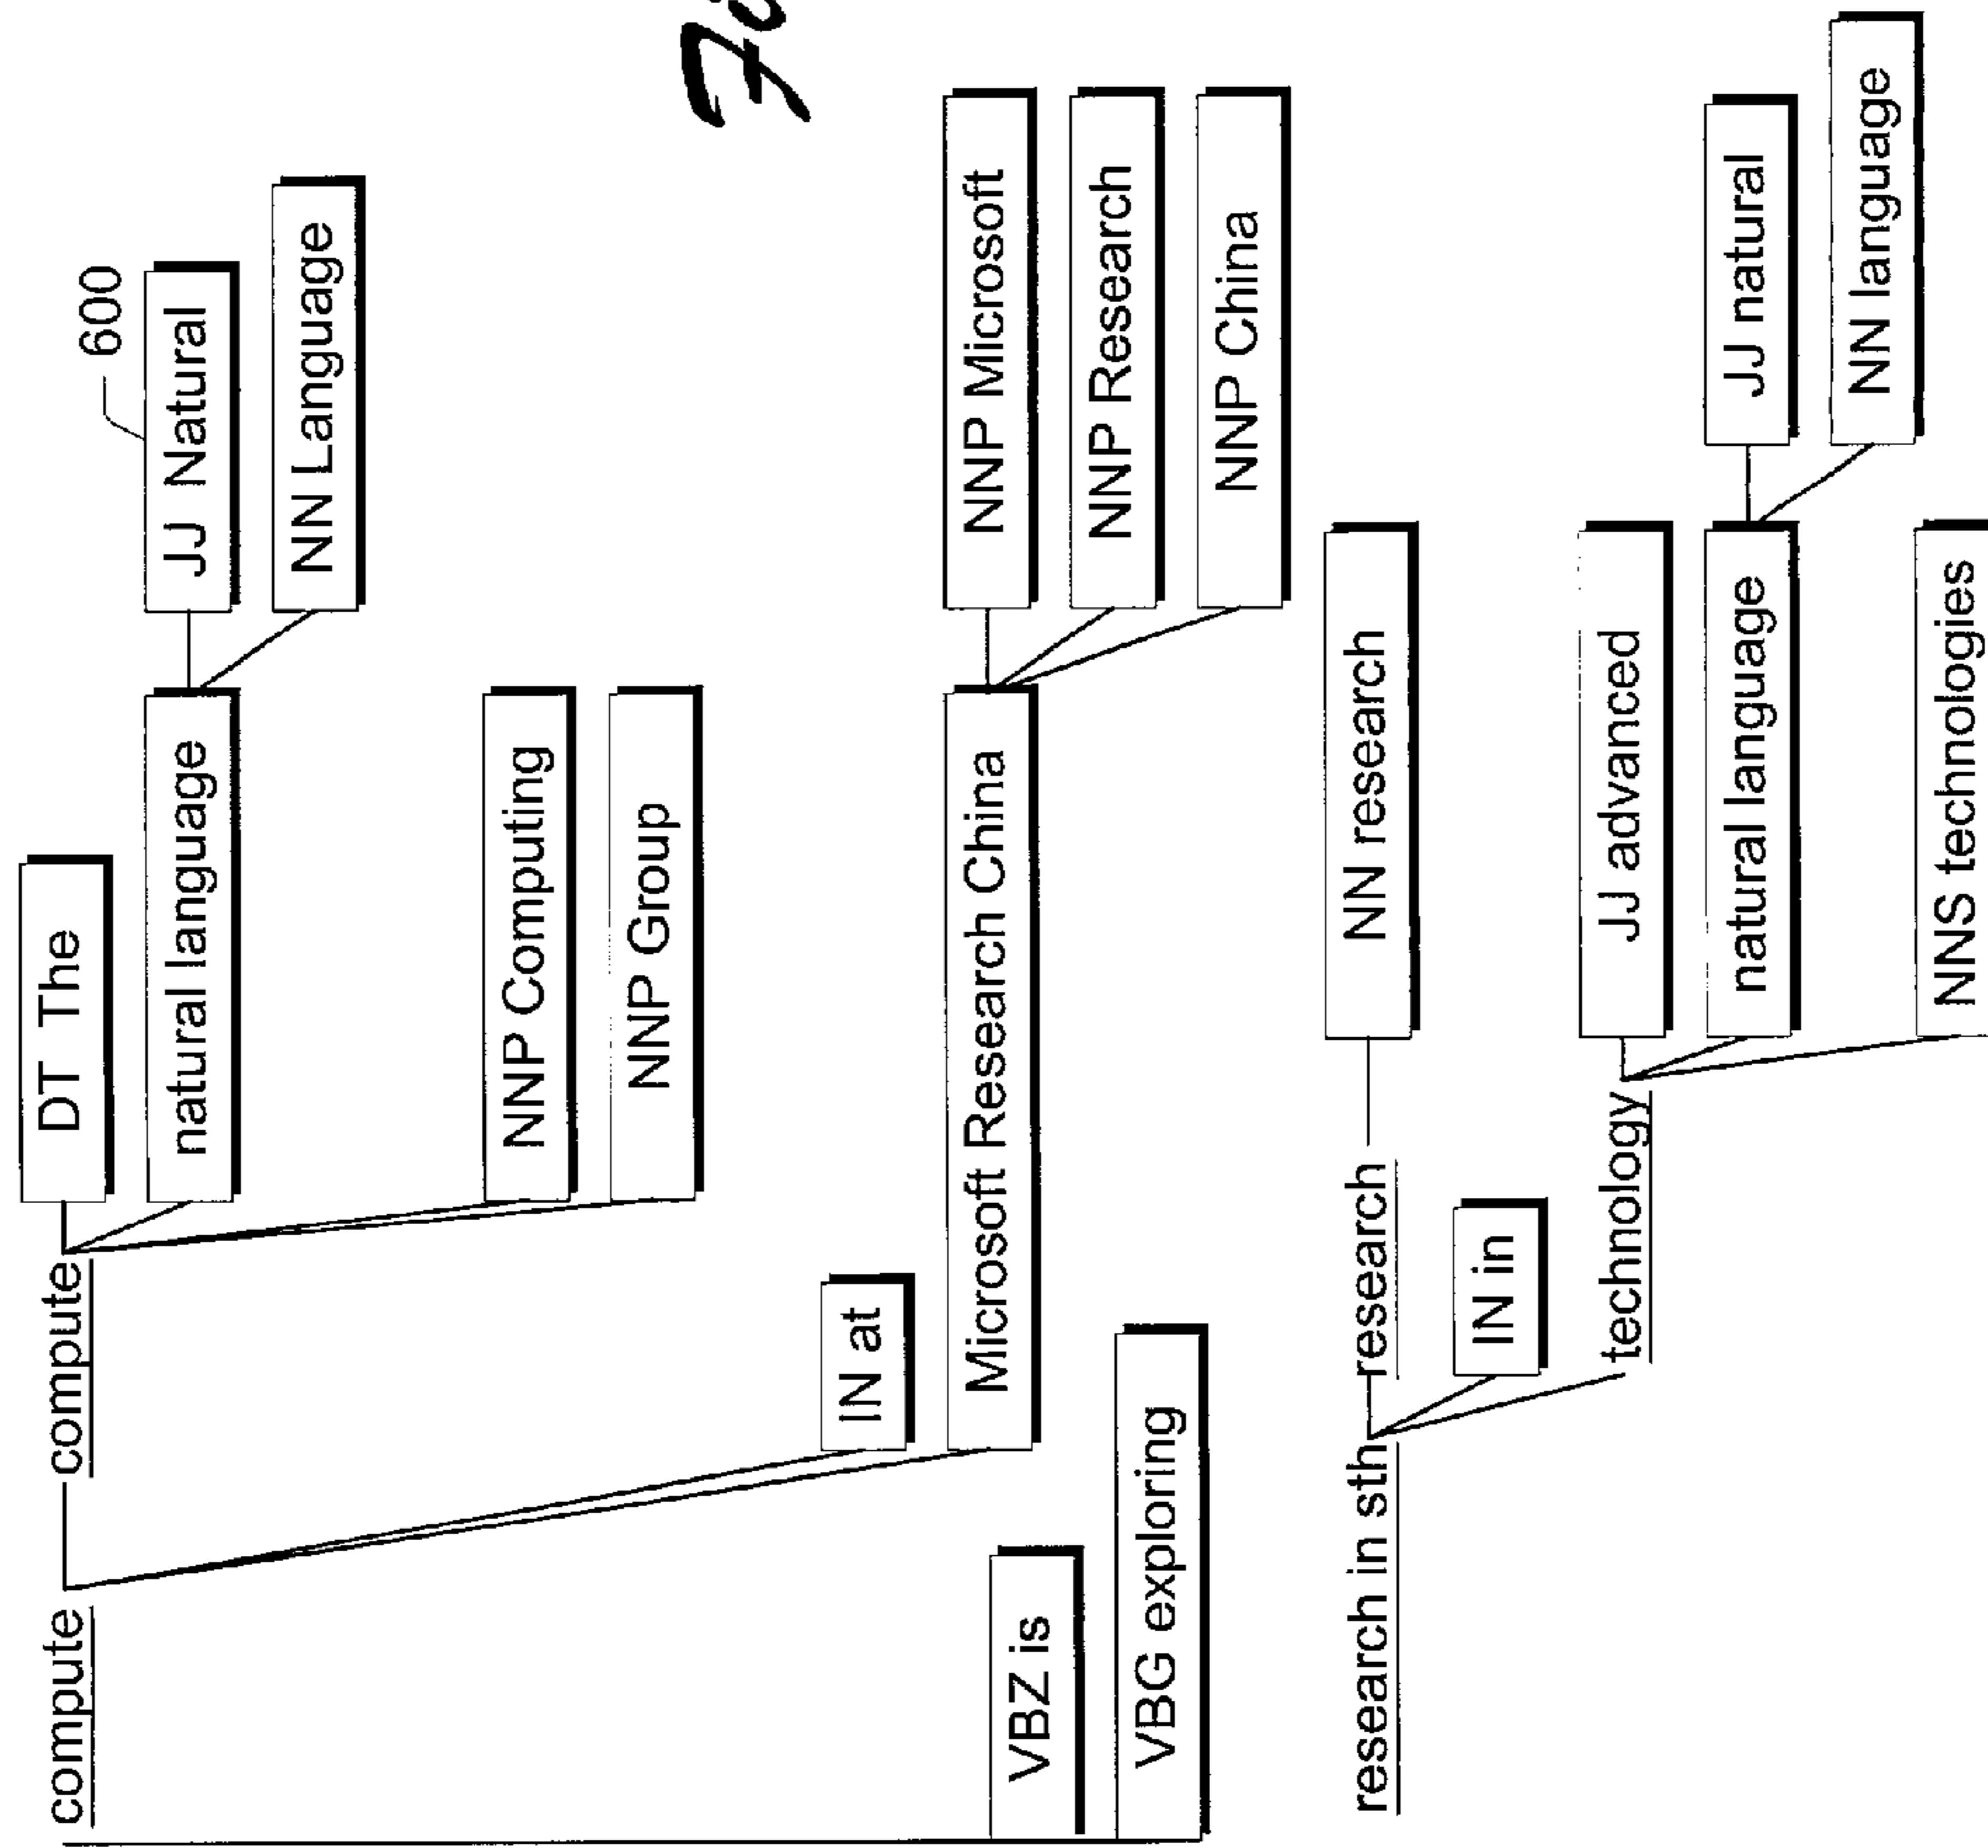 600
DT The
compute
compute
natural language
JJ Natural
NN Language
NNP Computing
NNP Group
IN at
Microsoft Research China
NNP Microsoft
NNP Research
NNP China
VBZ is
VBG exploring
research in sth
research
NN research
IN in
technology
JJ advanced
natural language
JJ natural
NN language
NNS technologies